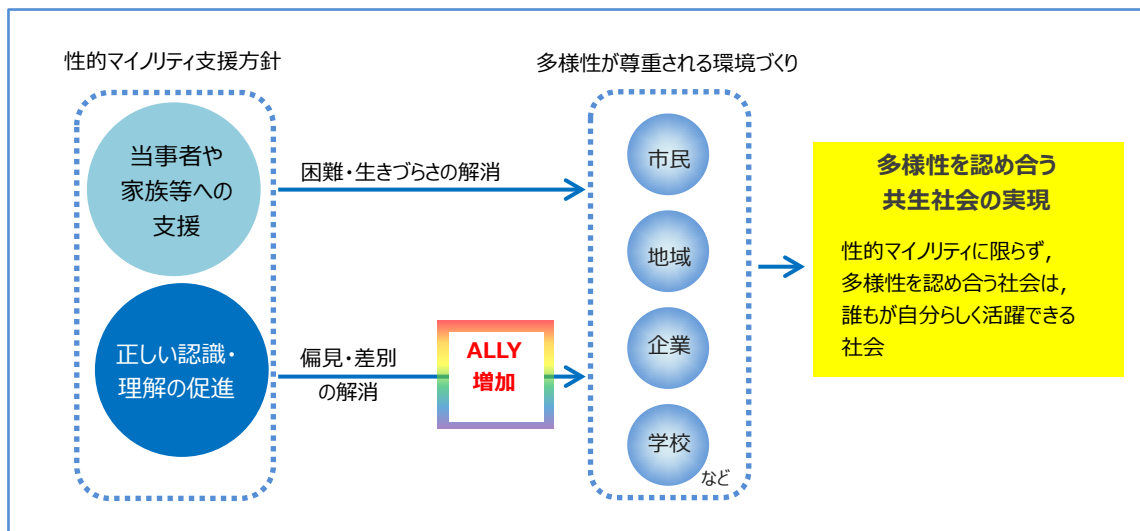 性的マイノリティ支援方針
当事者や
家族等への
支援
正しい認識・
理解の促進
困難・生きづらさの解消
偏見・差別
の解消
ALLY
増加
多様性が尊重される環境づくり
市民
地域
企業
学校
など
多様性を認め合う
共生社会の実現
性的マイノリティに限らず,
多様性を認め合う社会は,
誰もが自分らしく活躍できる
社会